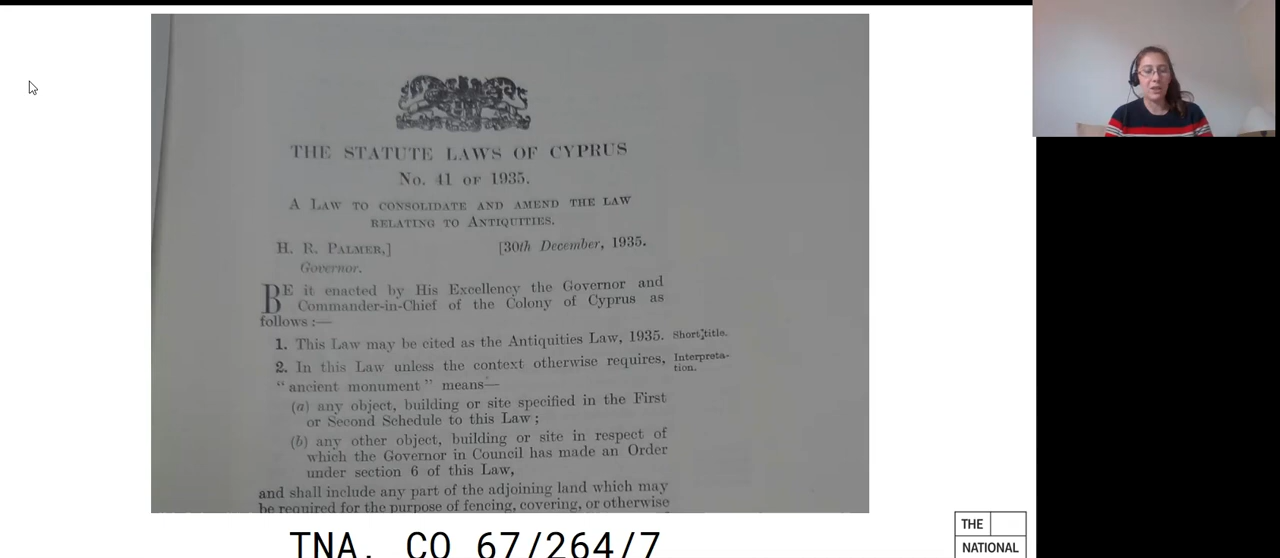 THE STATUTE LAWS OF CYPRUS
No. 41 OF 1935.
A LAW TO CONSOLIDATE AND AMEND THE LAW
RELATING TO ANTIQUITIES.
H. R. PALMER,] [30th December, 1935.
Governor.
BE it enacted by His Excellency the Governor and
Commander-in-Chief of the Colony of Cyprus as
follows :—
1. This Law may be cited as the Antiquities Law, 1935. Short title.
2. In this Law unless the context otherwise requires, Interpreta-
tion.
“ ancient monument ” means—
(a) any object, building or site specified in the First
or Second Schedule to this Law ;
(b) any other object, building or site in respect of
which the Governor in Council has made an Order
under section 6 of this Law,
and shall include any part of the adjoining land which may
be required for the purpose of fencing, covering, or otherwise
TNA, CO 67/264/7
THE
NATIONAL